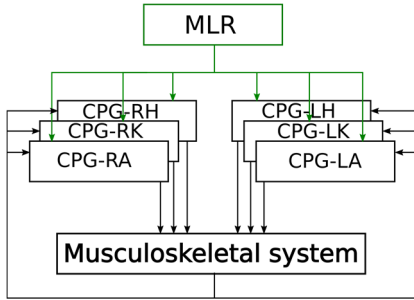 MLR
CPG-RH CPG-LH
CPG-RK CPG-LK
CPG-RA CPG-LA
Musculoskeletal system